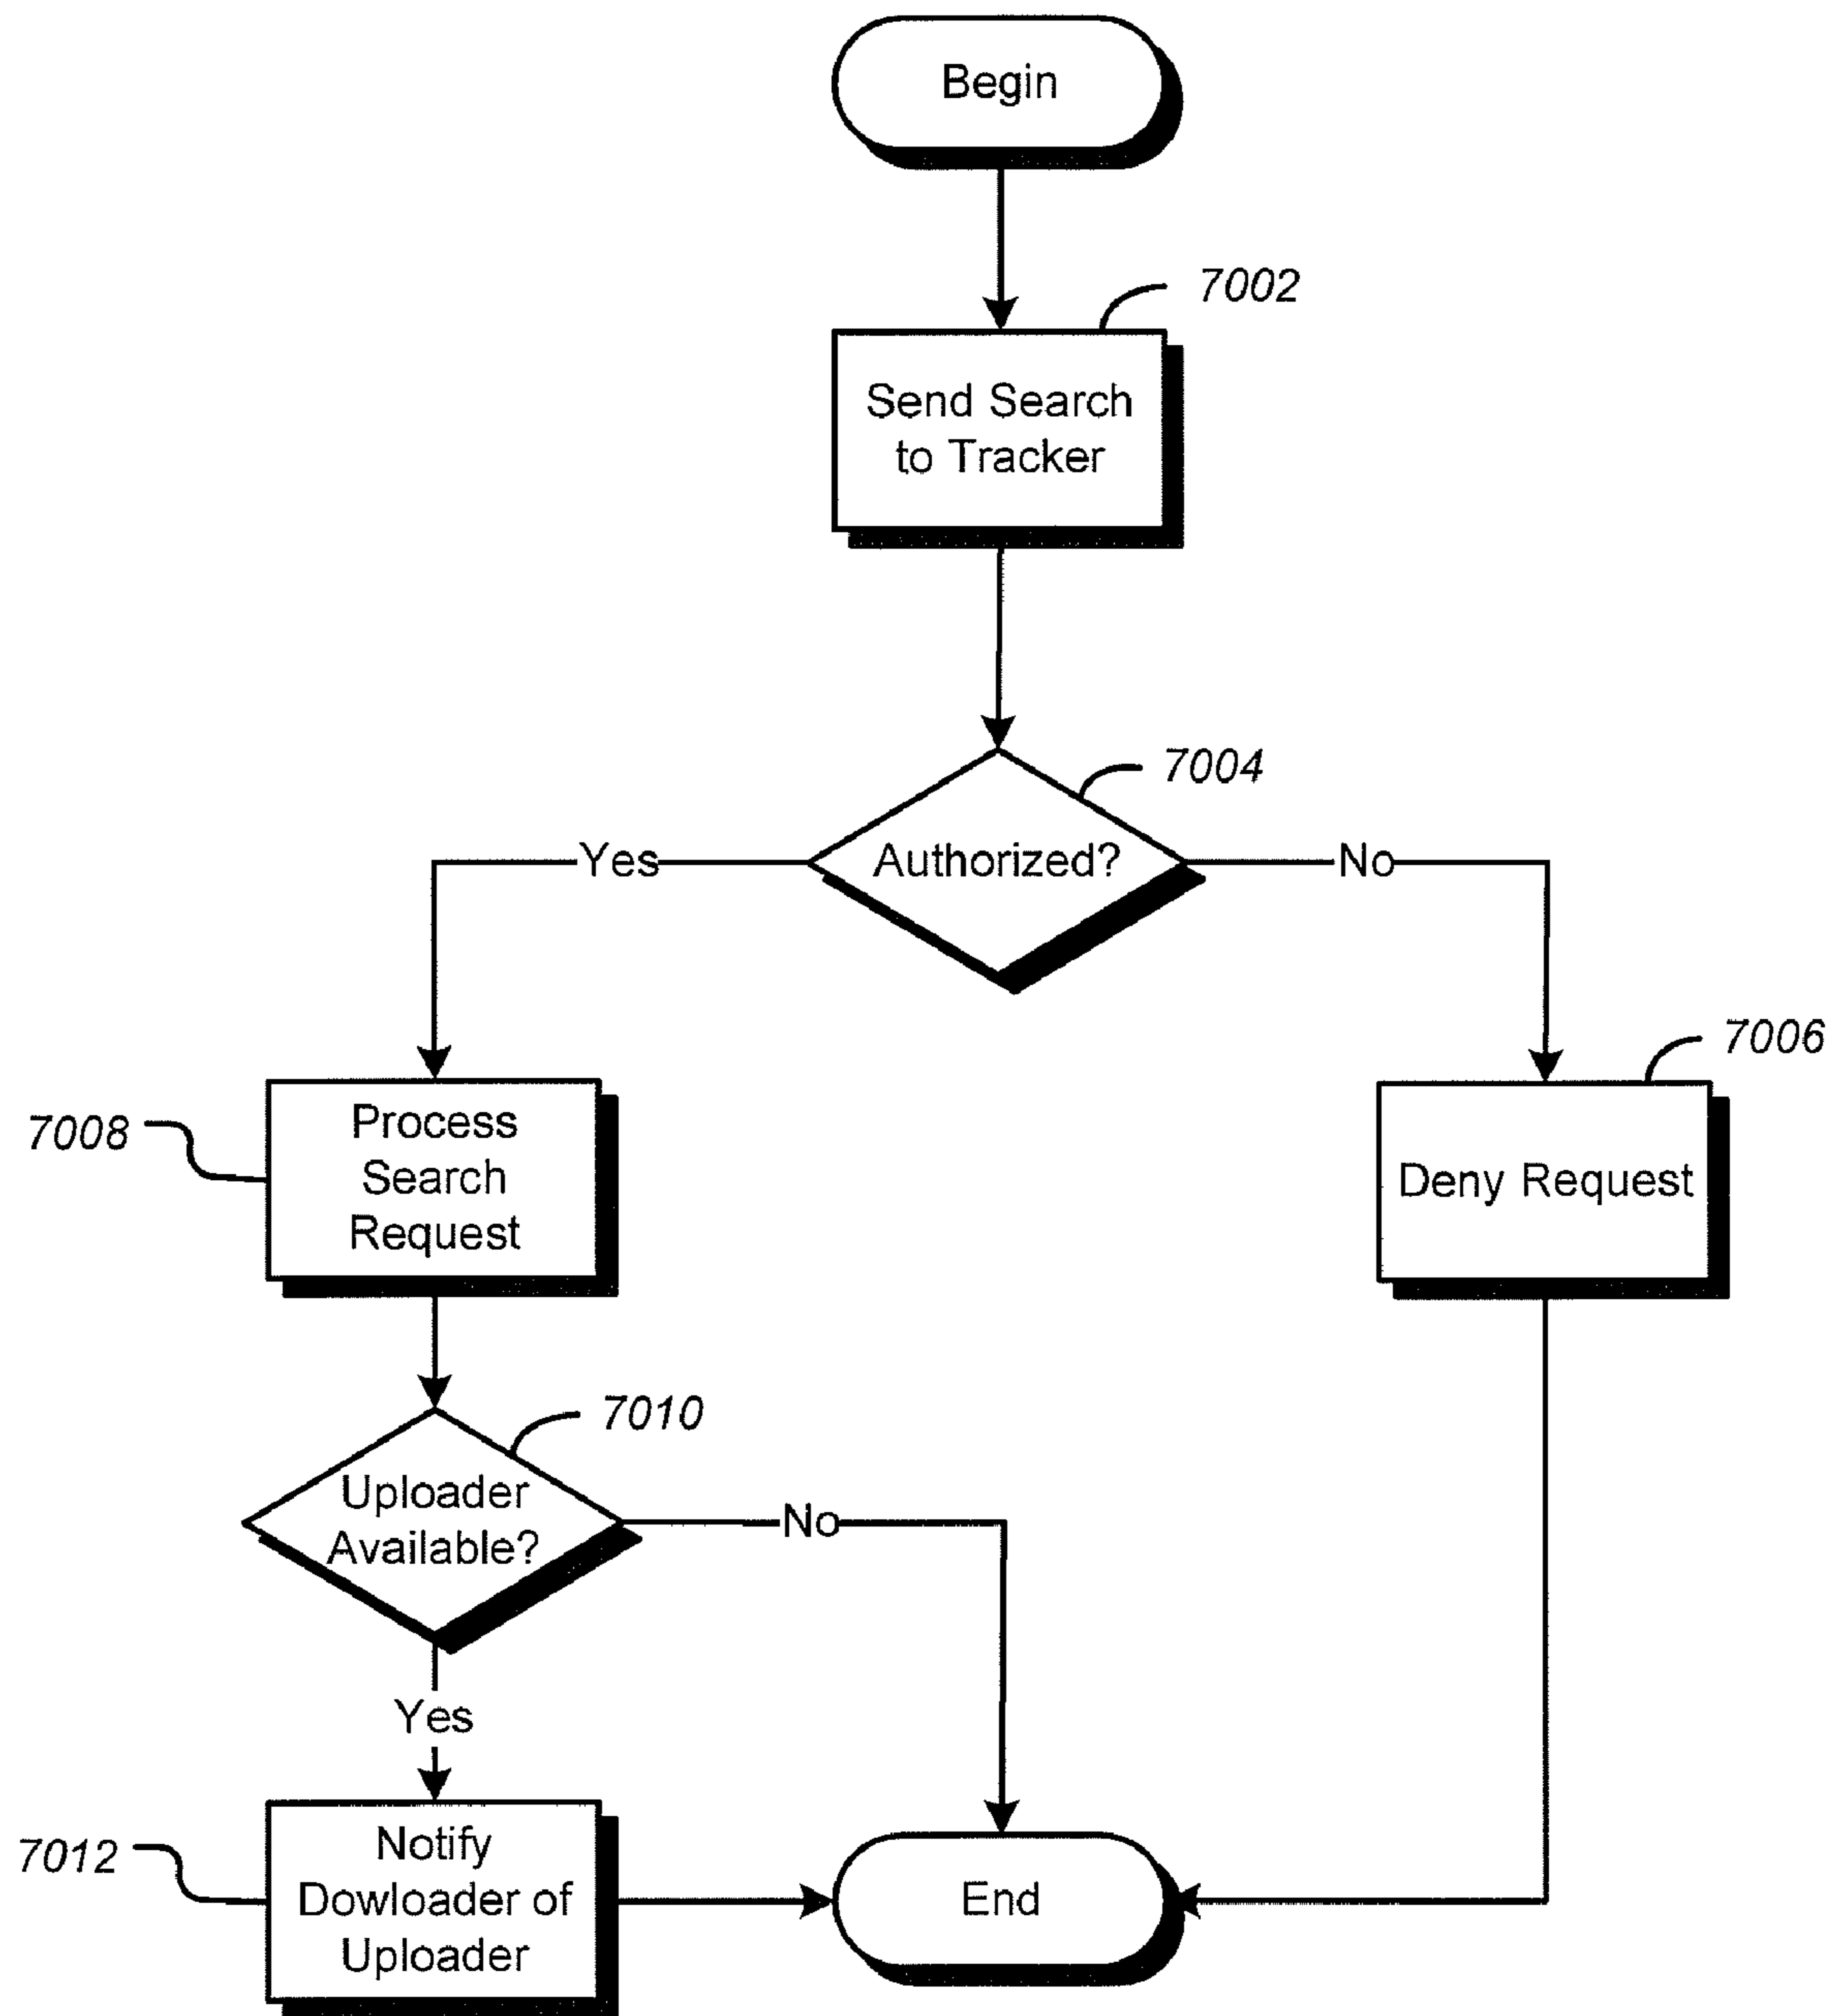 Begin
7002
Send Search
to Tracker
7004
Yes
Authorized?
No
7006
7008
Process
Search
Request
Deny Request
7010
Uploader
Available?
No
Yes
7012
Notify
Dowloader of
Uploader
End